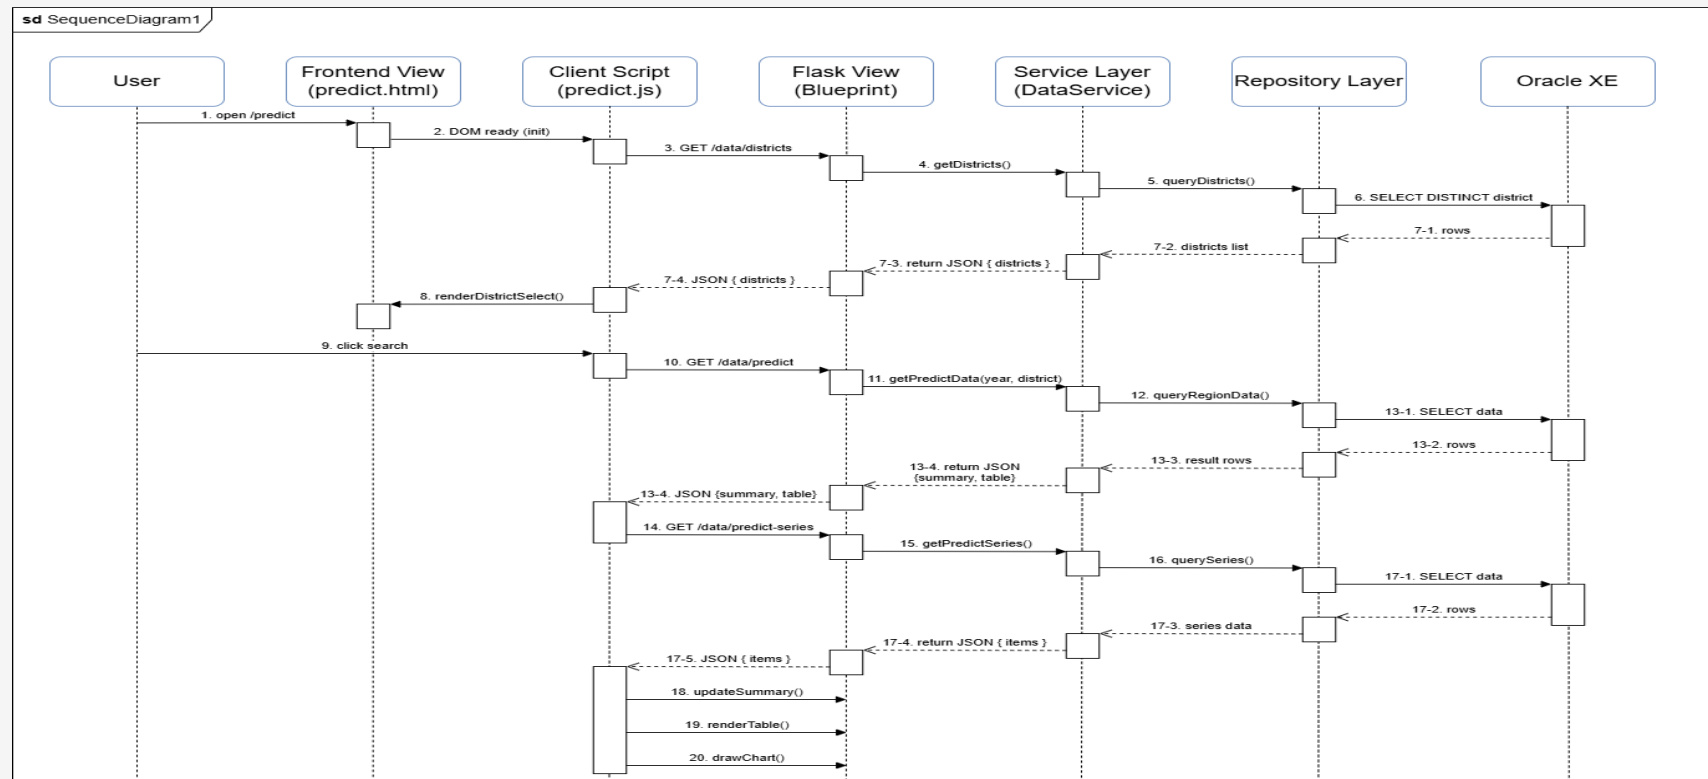 sd SequenceDiagram1
User
Frontend View
(predict.html)
Client Script
(predict.js)
Flask View
(Blueprint)
Service Layer
(DataService)
Repository Layer
Oracle XE
1. open /predict
2. DOM ready (init)
3. GET /data/districts
4. getDistricts()
5. queryDistricts()
6. SELECT DISTINCT district
7-1. rows
7-2. districts list
7-3. return JSON { districts }
7-4. JSON { districts }
8. renderDistrictSelect()
9. click search
10. GET /data/predict
11. getPredictData(year, district)
12. queryRegionData()
13-1. SELECT data
13-2. rows
13-3. result rows
13-4. return JSON
{summary, table}
13-4. JSON {summary, table}
14. GET /data/predict-series
15. getPredictSeries()
16. querySeries()
17-1. SELECT data
17-2. rows
17-3. series data
17-4. return JSON { items }
17-5. JSON { items }
18. updateSummary()
19. renderTable()
20. drawChart()